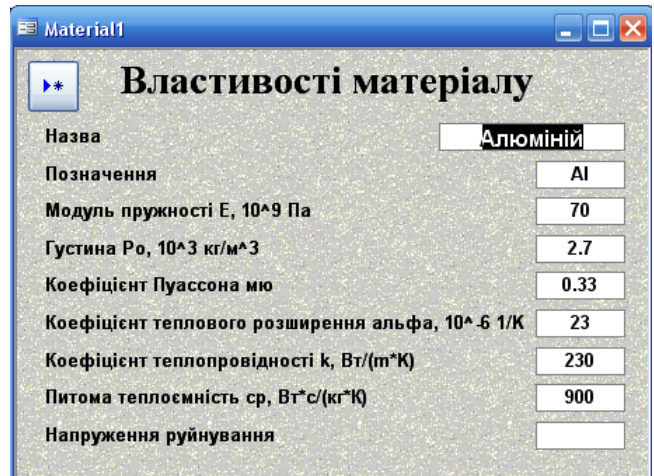 Material1
Властивості матеріалу
Назва Алюміній
Позначення Al
Модуль пружності E, 10^9 Па 70
Густина Ро, 10^3 кг/м^3 2.7
Коефіцієнт Пуассона мю 0.33
Коефіцієнт теплового розширення альфа, 10^-6 1/К 23
Коефіцієнт теплопровідності k, Вт/(m*K) 230
Питома теплоємність ср, Вт*с/(кг*К) 900
Напруження руйнування